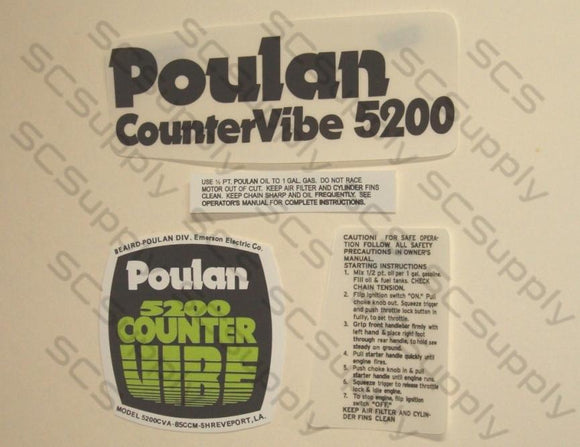 Poulan
CounterVibe 5200
USE ½ PT. POULAN OIL TO 1 GAL. GAS. DO NOT RACE
MOTOR OUT OF CUT. KEEP AIR FILTER AND CYLINDER FINS
CLEAN. KEEP CHAIN SHARP AND OIL FREQUENTLY. SEE
OPERATOR'S MANUAL FOR COMPLETE INSTRUCTIONS.
BEAIRD-POULAN DIV. Emerson Electric Co.
Poulan
5200
COUNTER
VIBE
MODEL 5200CVA-85CCM-SHREVEPORT, LA.
CAUTION! FOR SAFE OPERA-
TION FOLLOW ALL SAFETY
PRECAUTIONS IN OWNER'S
MANUAL.
STARTING INSTRUCTIONS
1. Mix 1/2 pt. oil per 1 gal. gasoline.
Fill oil & fuel tanks. CHECK
CHAIN TENSION.
2. Flip ignition switch "ON." Pull
choke knob out. Squeeze trigger
and push throttle lock button in
fully, to set throttle.
3. Grip front handlebar firmly with
left hand & place right foot
through rear handle, to hold saw
steady on ground.
4. Pull starter handle quickly until
engine fires.
5. Push choke knob in & pull
starter handle until engine runs.
6. Squeeze trigger to release throttle
lock & idle engine.
7. To stop engine, flip ignition
switch "OFF."
KEEP AIR FILTER AND CYLIN-
DER FINS CLEAN
SCSupply
SCSupply
SCSupply
SCSupply
SCSupply
SCSupply